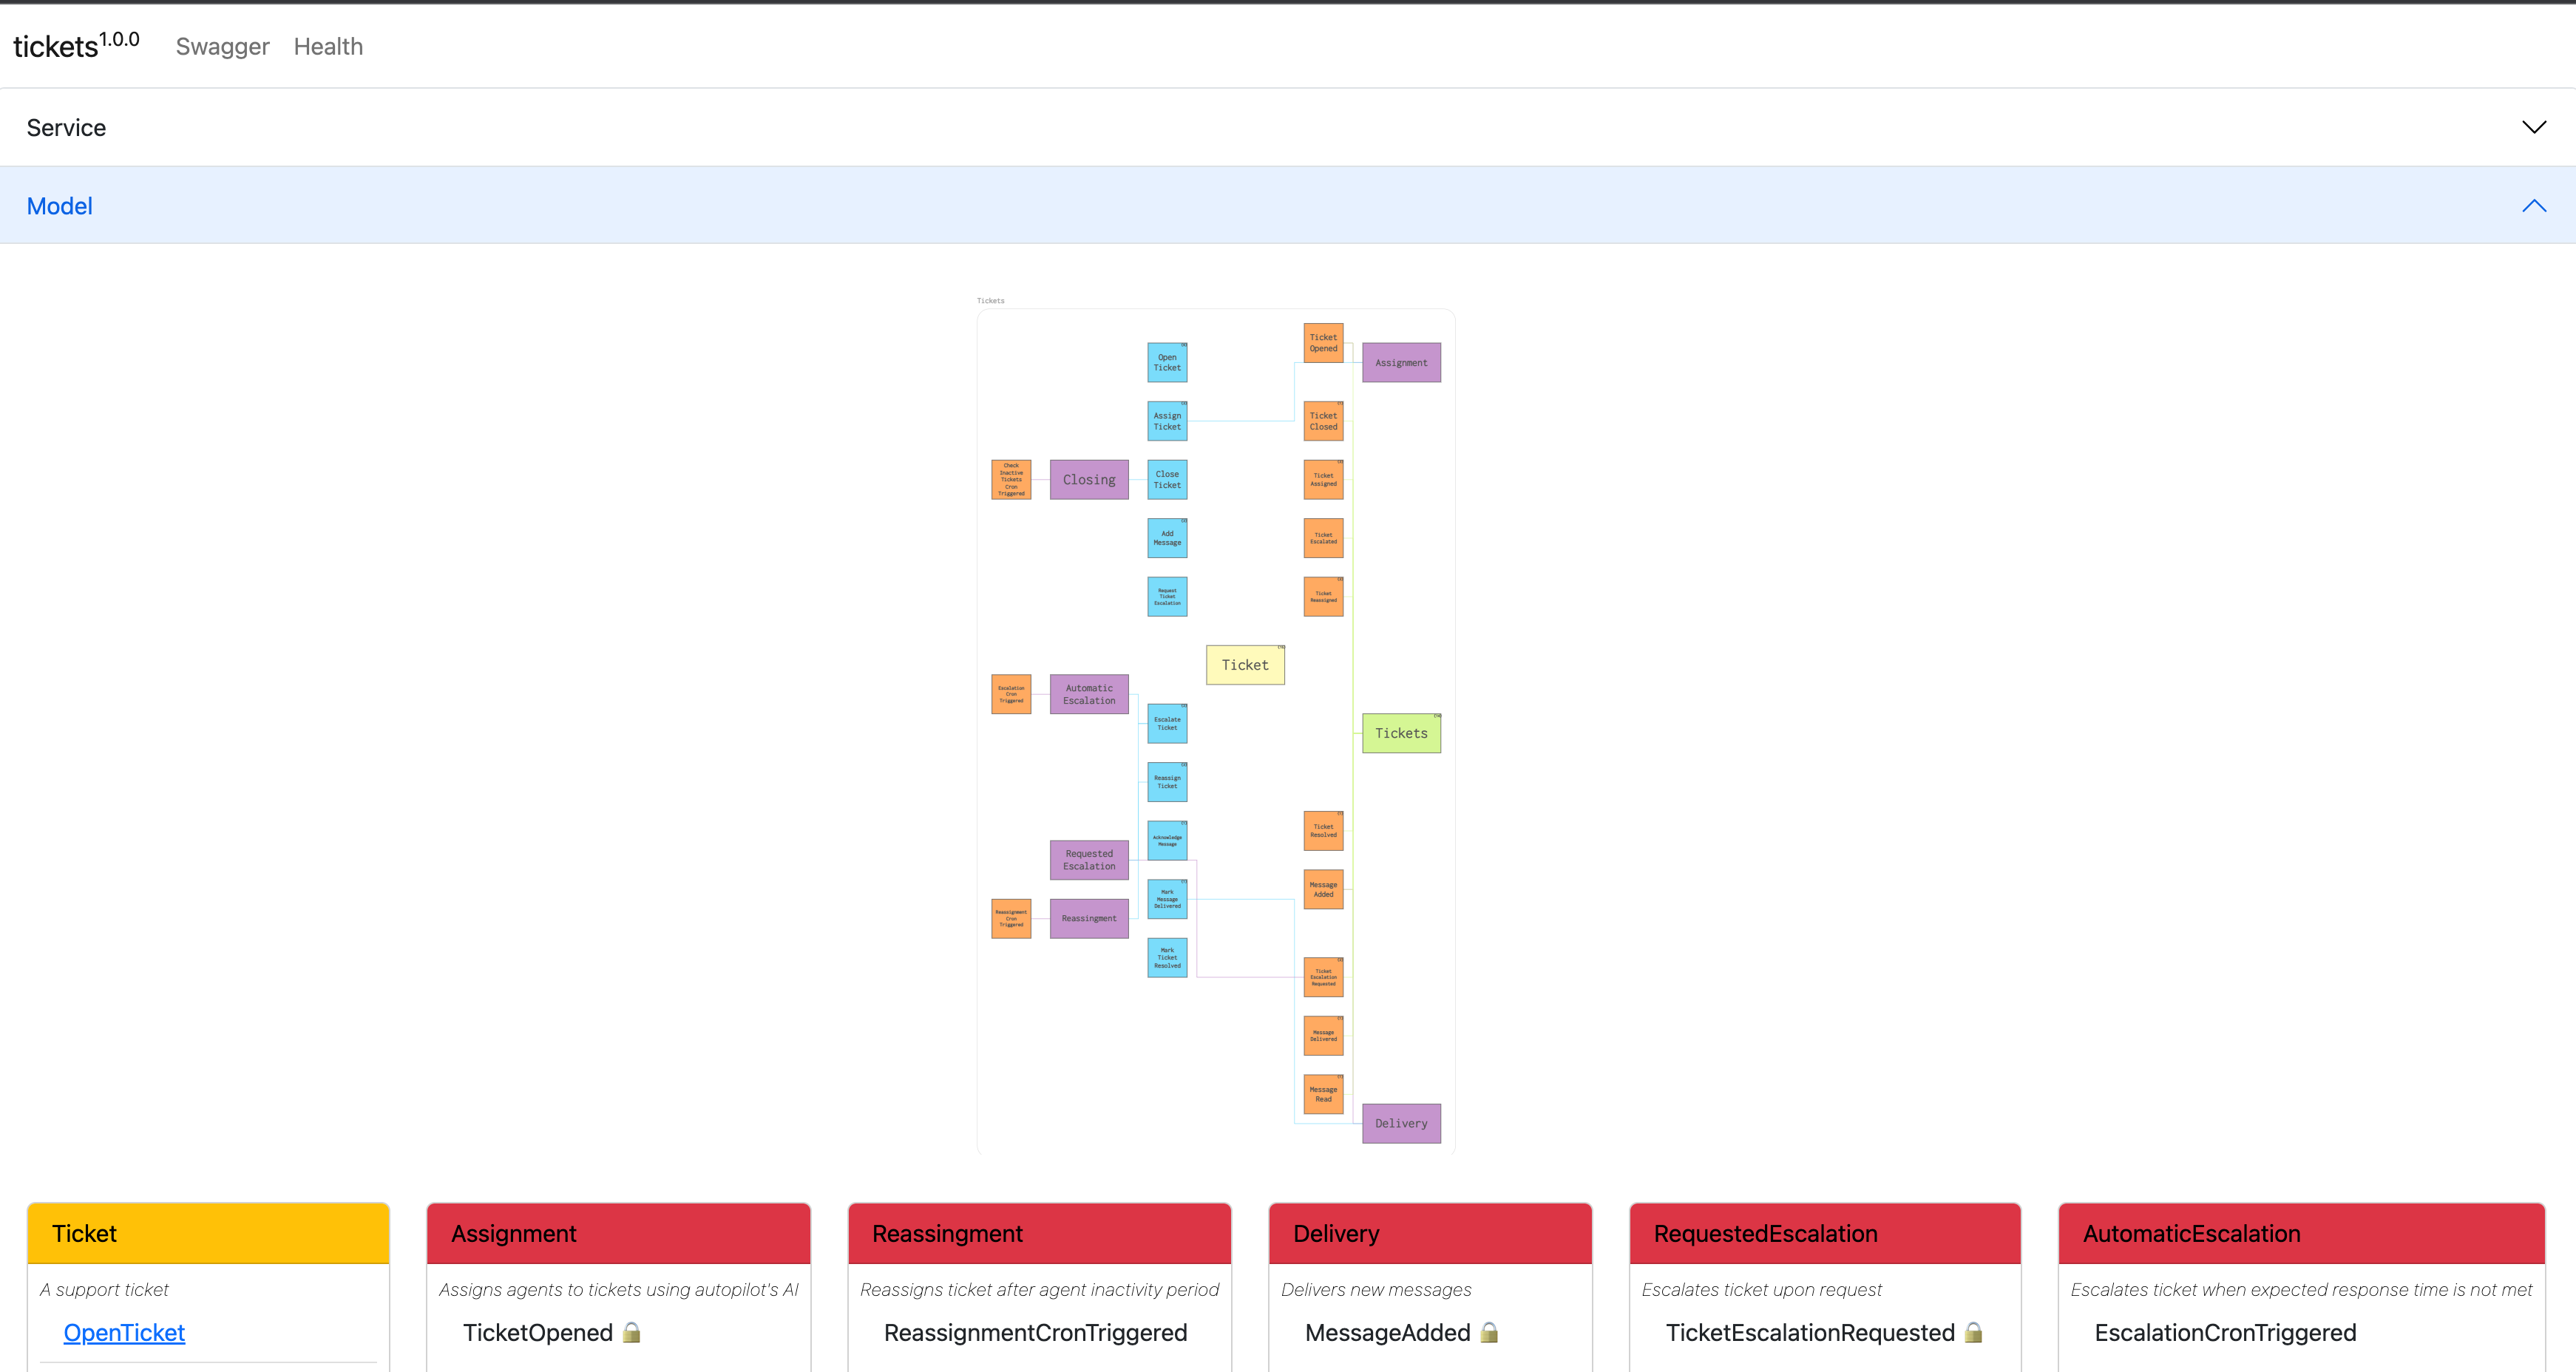 tickets1.0.0 Swagger Health
Service
Model
Tickets
Open
Ticket
Assign
Ticket
Check
Inactive
Tickets
Cron
Triggered
Closing
Close
Ticket
Add
Message
Request
Ticket
Escalation
Ticket
Opened
Assignment
Ticket
Closed
Ticket
Assigned
Ticket
Escalated
Ticket
Reassigned
Ticket
Escalation
Cron
Triggered
Automatic
Escalation
Escalate
Ticket
Reassign
Ticket
Tickets
Acknowledge
Message
Requested
Escalation
Mark
Message
Delivered
Reassignment
Cron
Triggered
Reassingment
Mark
Ticket
Resolved
Ticket
Resolved
Message
Added
Ticket
Escalation
Requested
Message
Delivered
Message
Read
Delivery
Ticket
A support ticket
OpenTicket
Assignment
Assigns agents to tickets using autopilot's AI
TicketOpened
Reassingment
Reassigns ticket after agent inactivity period
ReassignmentCronTriggered
Delivery
Delivers new messages
MessageAdded
RequestedEscalation
Escalates ticket upon request
TicketEscalationRequested
AutomaticEscalation
Escalates ticket when expected response time is not met
EscalationCronTriggered